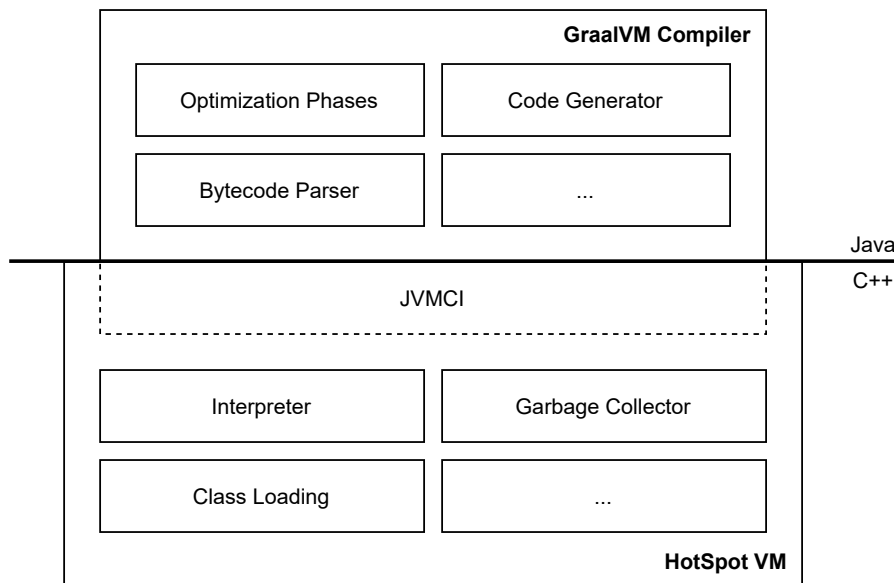 GraalVM Compiler
Optimization Phases
Code Generator
Bytecode Parser
...
Java
C++
JVMCI
Interpreter
Garbage Collector
Class Loading
...
HotSpot VM